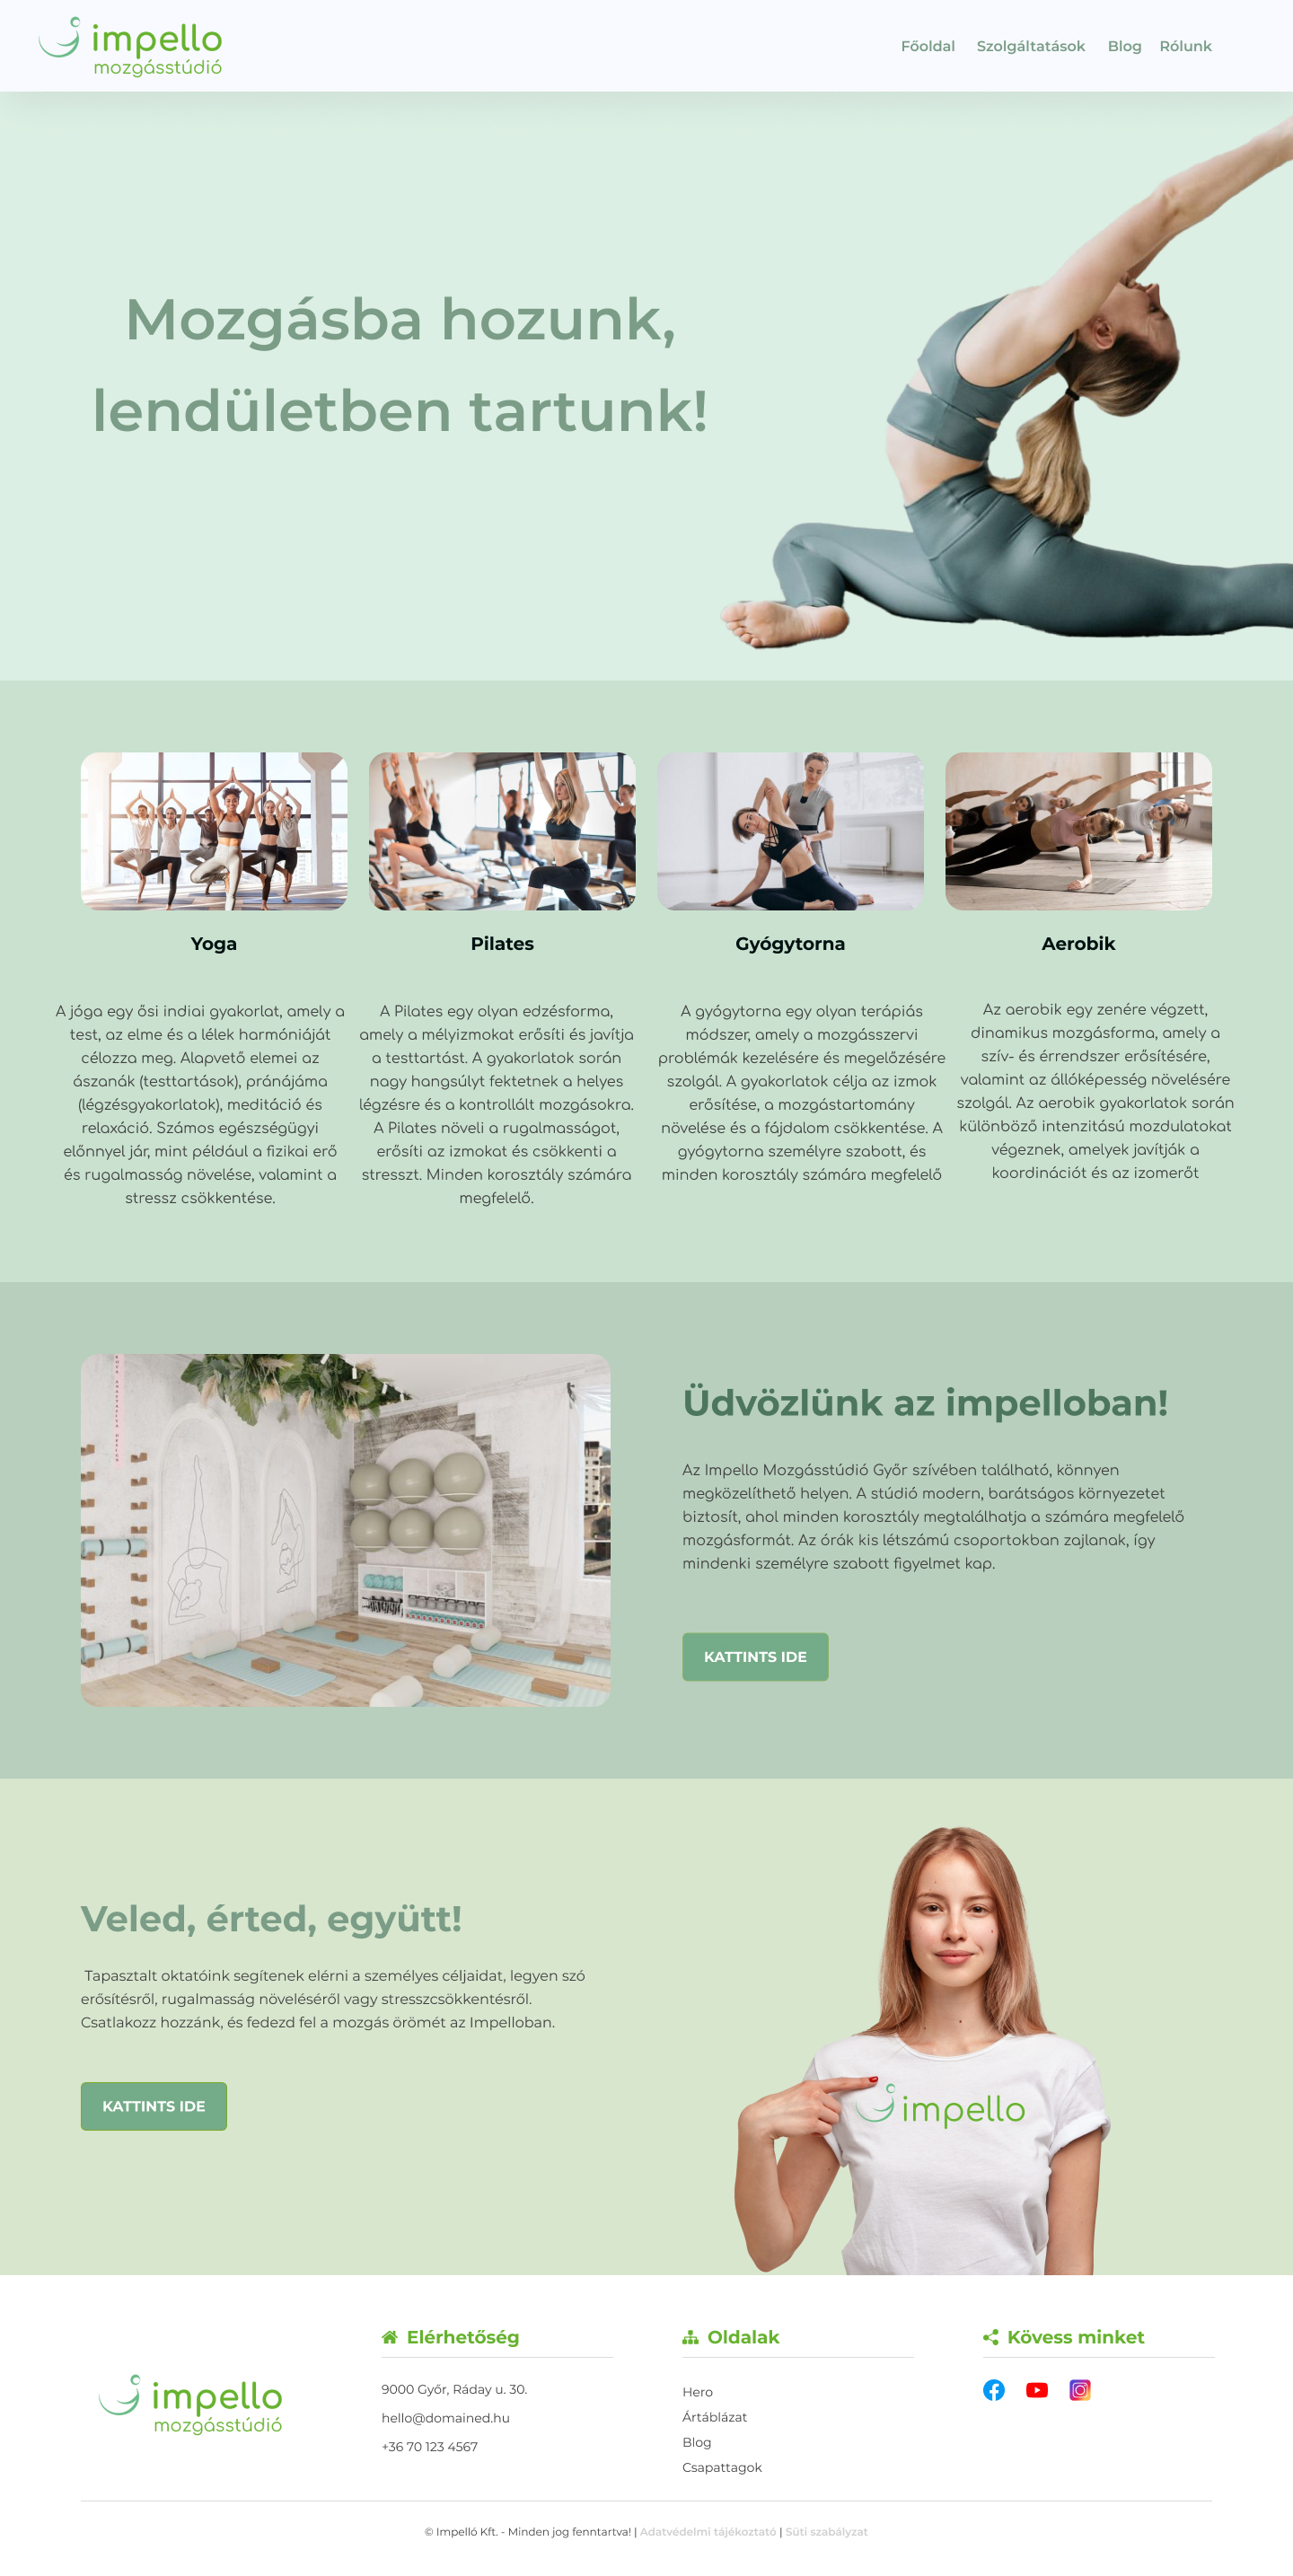 impello
mozgásstúdió
Főoldal Szolgáltatások Blog Rólunk
Mozgásba hozunk,
lendületben tartunk!
Yoga
A jóga egy ősi indiai gyakorlat, amely a
test, az elme és a lélek harmóniáját
célozza meg. Alapvető elemei az
ászanák (testtartások), pránájáma
(légzésgyakorlatok), meditáció és
relaxáció. Számos egészségügyi
előnnyel jár, mint például a fizikai erő
és rugalmasság növelése, valamint a
stressz csökkentése.
Pilates
A Pilates egy olyan edzésforma,
amely a mélyizmokat erősíti és javítja
a testtartást. A gyakorlatok során
nagy hangsúlyt fektetnek a helyes
légzésre és a kontrollált mozgásokra.
A Pilates növeli a rugalmasságot,
erősíti az izmokat és csökkenti a
stresszt. Minden korosztály számára
megfelelő.
Gyógytorna
A gyógytorna egy olyan terápiás
módszer, amely a mozgásszervi
problémák kezelésére és megelőzésére
szolgál. A gyakorlatok célja az izmok
erősítése, a mozgástartomány
növelése és a fájdalom csökkentése. A
gyógytorna személyre szabott, és
minden korosztály számára megfelelő
Aerobik
Az aerobik egy zenére végzett,
dinamikus mozgásforma, amely a
szív- és érrendszer erősítésére,
valamint az állóképesség növelésére
szolgál. Az aerobik gyakorlatok során
különböző intenzitású mozdulatokat
végeznek, amelyek javítják a
koordinációt és az izomerőt
Üdvözlünk az impelloban!
Az Impello Mozgásstúdió Győr szívében található, könnyen
megközelíthető helyen. A stúdió modern, barátságos környezetet
biztosít, ahol minden korosztály megtalálhatja a számára megfelelő
mozgásformát. Az órák kis létszámú csoportokban zajlanak, így
mindenki személyre szabott figyelmet kap.
KATTINTS IDE
Veled, érted, együtt!
Tapasztalt oktatóink segítenek elérni a személyes céljaidat, legyen szó
erősítésről, rugalmasság növeléséről vagy stresszcsökkentésről.
Csatlakozz hozzánk, és fedezd fel a mozgás örömét az Impelloban.
KATTINTS IDE
impello
impello
mozgásstúdió
Elérhetőség
9000 Győr, Ráday u. 30.
hello@domained.hu
+36 70 123 4567
Oldalak
Hero
Ártáblázat
Blog
Csapattagok
Kövess minket
© Impelló Kft. - Minden jog fenntartva! | Adatvédelmi tájékoztató | Süti szabályzat